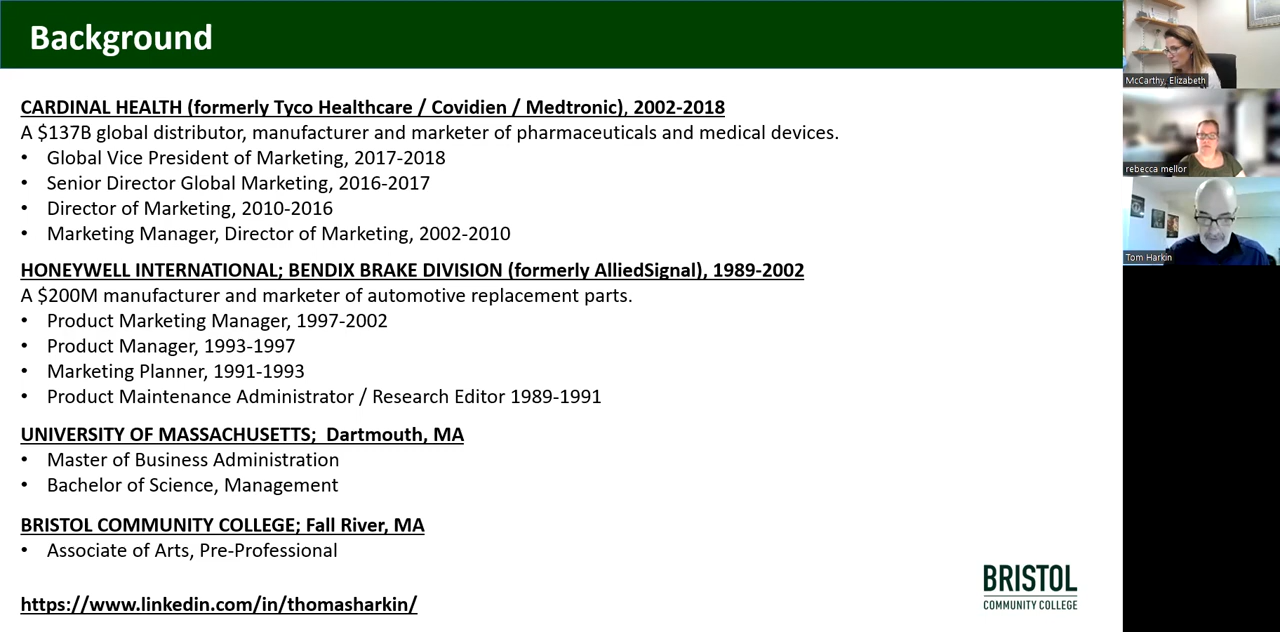 Background
CARDINAL HEALTH (formerly Tyco Healthcare / Covidien / Medtronic), 2002-2018
A $137B global distributor, manufacturer and marketer of pharmaceuticals and medical devices.
• Global Vice President of Marketing, 2017-2018
• Senior Director Global Marketing, 2016-2017
• Director of Marketing, 2010-2016
• Marketing Manager, Director of Marketing, 2002-2010
HONEYWELL INTERNATIONAL; BENDIX BRAKE DIVISION (formerly AlliedSignal), 1989-2002
A $200M manufacturer and marketer of automotive replacement parts.
• Product Marketing Manager, 1997-2002
• Product Manager, 1993-1997
• Marketing Planner, 1991-1993
• Product Maintenance Administrator / Research Editor 1989-1991
UNIVERSITY OF MASSACHUSETTS; Dartmouth, MA
• Master of Business Administration
• Bachelor of Science, Management
BRISTOL COMMUNITY COLLEGE; Fall River, MA
• Associate of Arts, Pre-Professional
https://www.linkedin.com/in/thomasharkin/
BRISTOL
COMMUNITY COLLEGE
McCarthy, Elizabeth
rebecca mellor
Tom Harkin